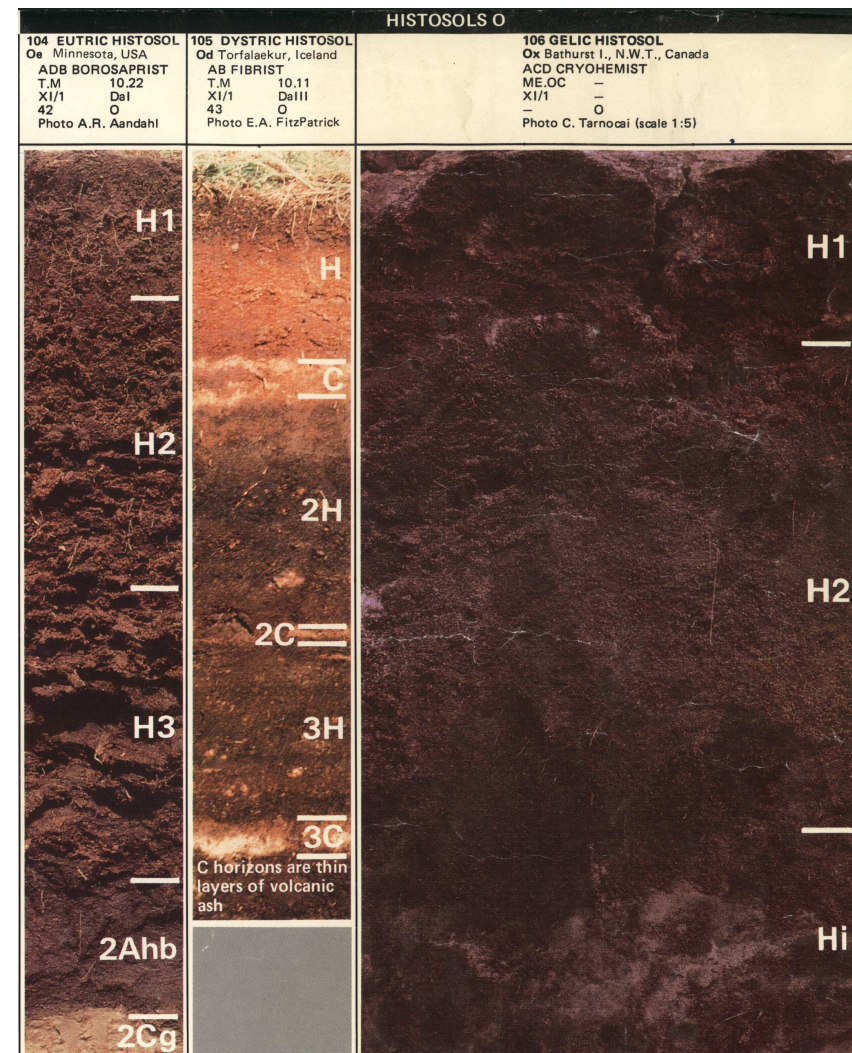 HISTOSOLS O
104 EUTRIC HISTOSOL
Oe Minnesota, USA
ADB BOROSAPRIST
T.M 10.22
XI/1 DaI
42 O
Photo A.R. Aandahl
105 DYSTRIC HISTOSOL
Od Torfalaekur, Iceland
AB FIBRIST
T.M 10.11
XI/1 DaIII
43 O
Photo E.A. FitzPatrick
106 GELIC HISTOSOL
Ox Bathurst I., N.W.T., Canada
ACD CRYOHEMIST
ME.OC –
XI/1 –
– O
Photo C. Tarnocai (scale 1:5)
H1
H2
H3
2Ahb
2Cg
H
C
2H
2C
3H
3C
C horizons are thin
layers of volcanic
ash
H1
H2
Hi